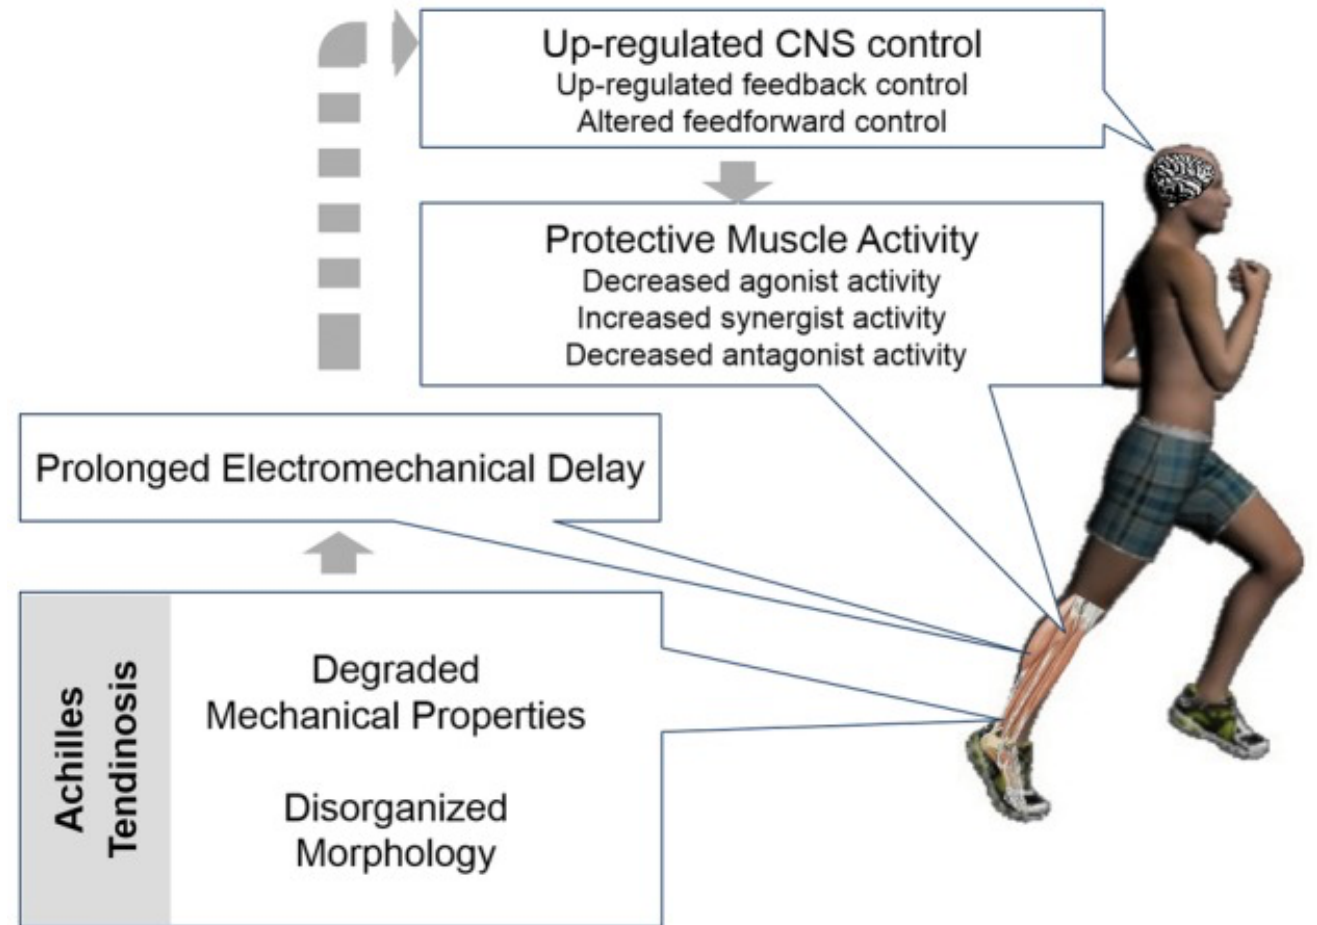 Up-regulated CNS control
Up-regulated feedback control
Altered feedforward control
Protective Muscle Activity
Decreased agonist activity
Increased synergist activity
Decreased antagonist activity
Prolonged Electromechanical Delay
Achilles
Tendinosis
Degraded
Mechanical Properties
Disorganized
Morphology